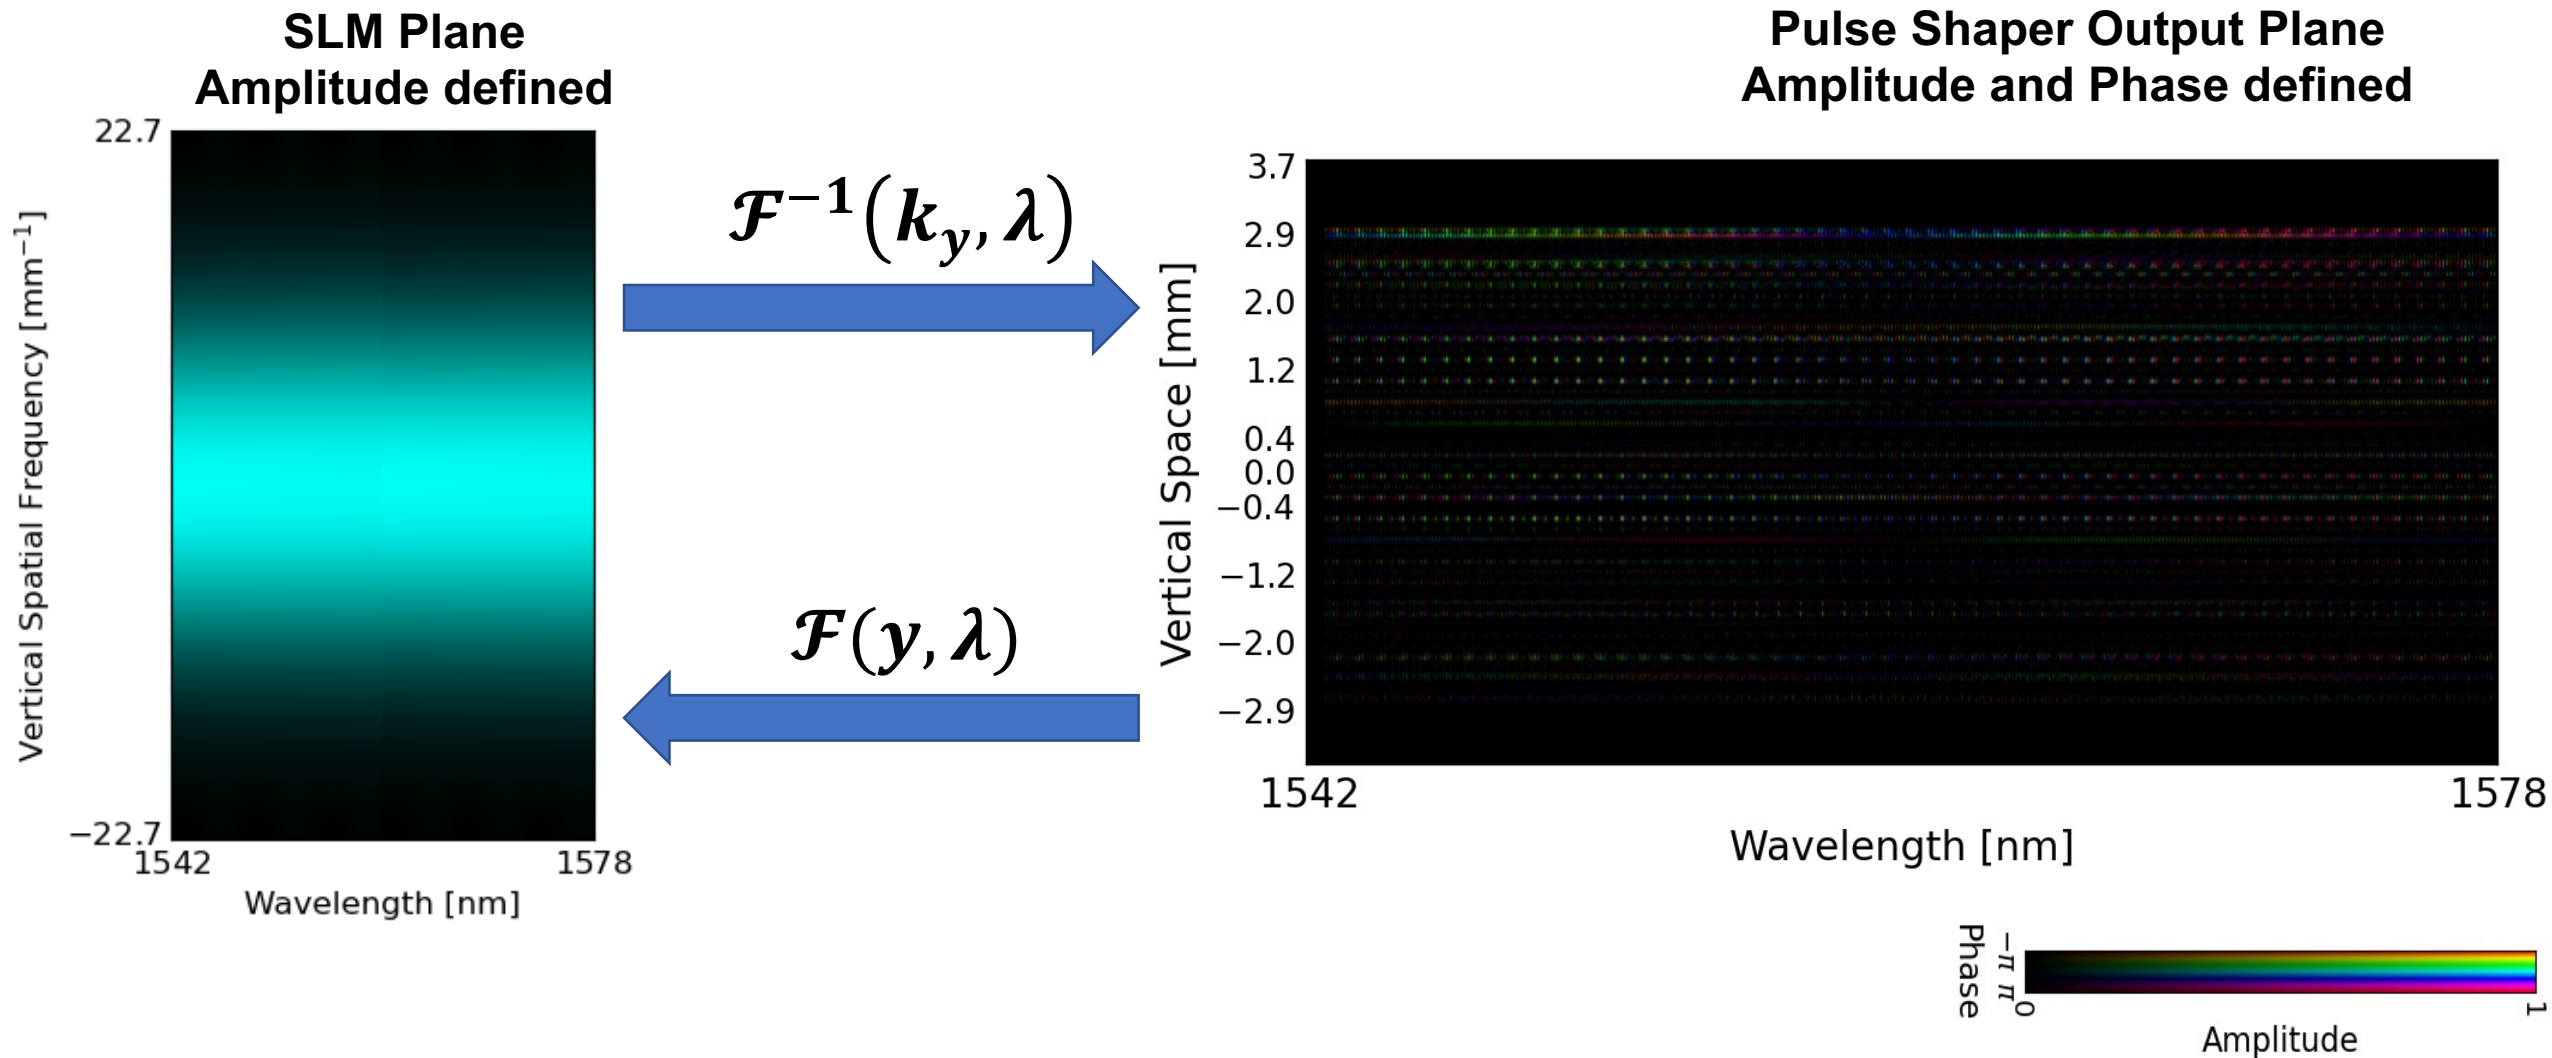 SLM Plane
Amplitude defined
22.7
−22.7
Vertical Spatial Frequency [mm⁻¹]
1542
1578
Wavelength [nm]
𝓕⁻¹(k_y, λ)
𝓕(y, λ)
Pulse Shaper Output Plane
Amplitude and Phase defined
3.7
2.9
2.0
1.2
0.4
0.0
−0.4
−1.2
−2.0
−2.9
Vertical Space [mm]
1542
1578
Wavelength [nm]
Phase
−π
π
0
1
Amplitude